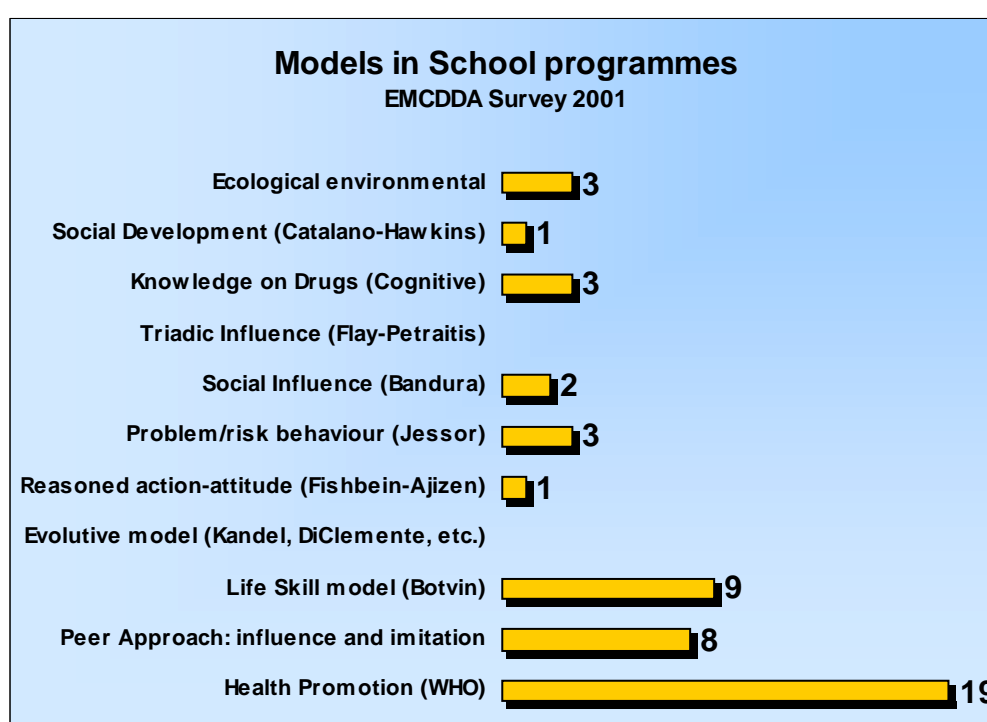 Models in School programmes
EMCDDA Survey 2001
Ecological environmental 3
Social Development (Catalano-Hawkins) 1
Knowledge on Drugs (Cognitive) 3
Triadic Influence (Flay-Petraitis)
Social Influence (Bandura) 2
Problem/risk behaviour (Jessor) 3
Reasoned action-attitude (Fishbein-Ajizen) 1
Evolutive model (Kandel, DiClemente, etc.)
Life Skill model (Botvin) 9
Peer Approach: influence and imitation 8
Health Promotion (WHO) 19